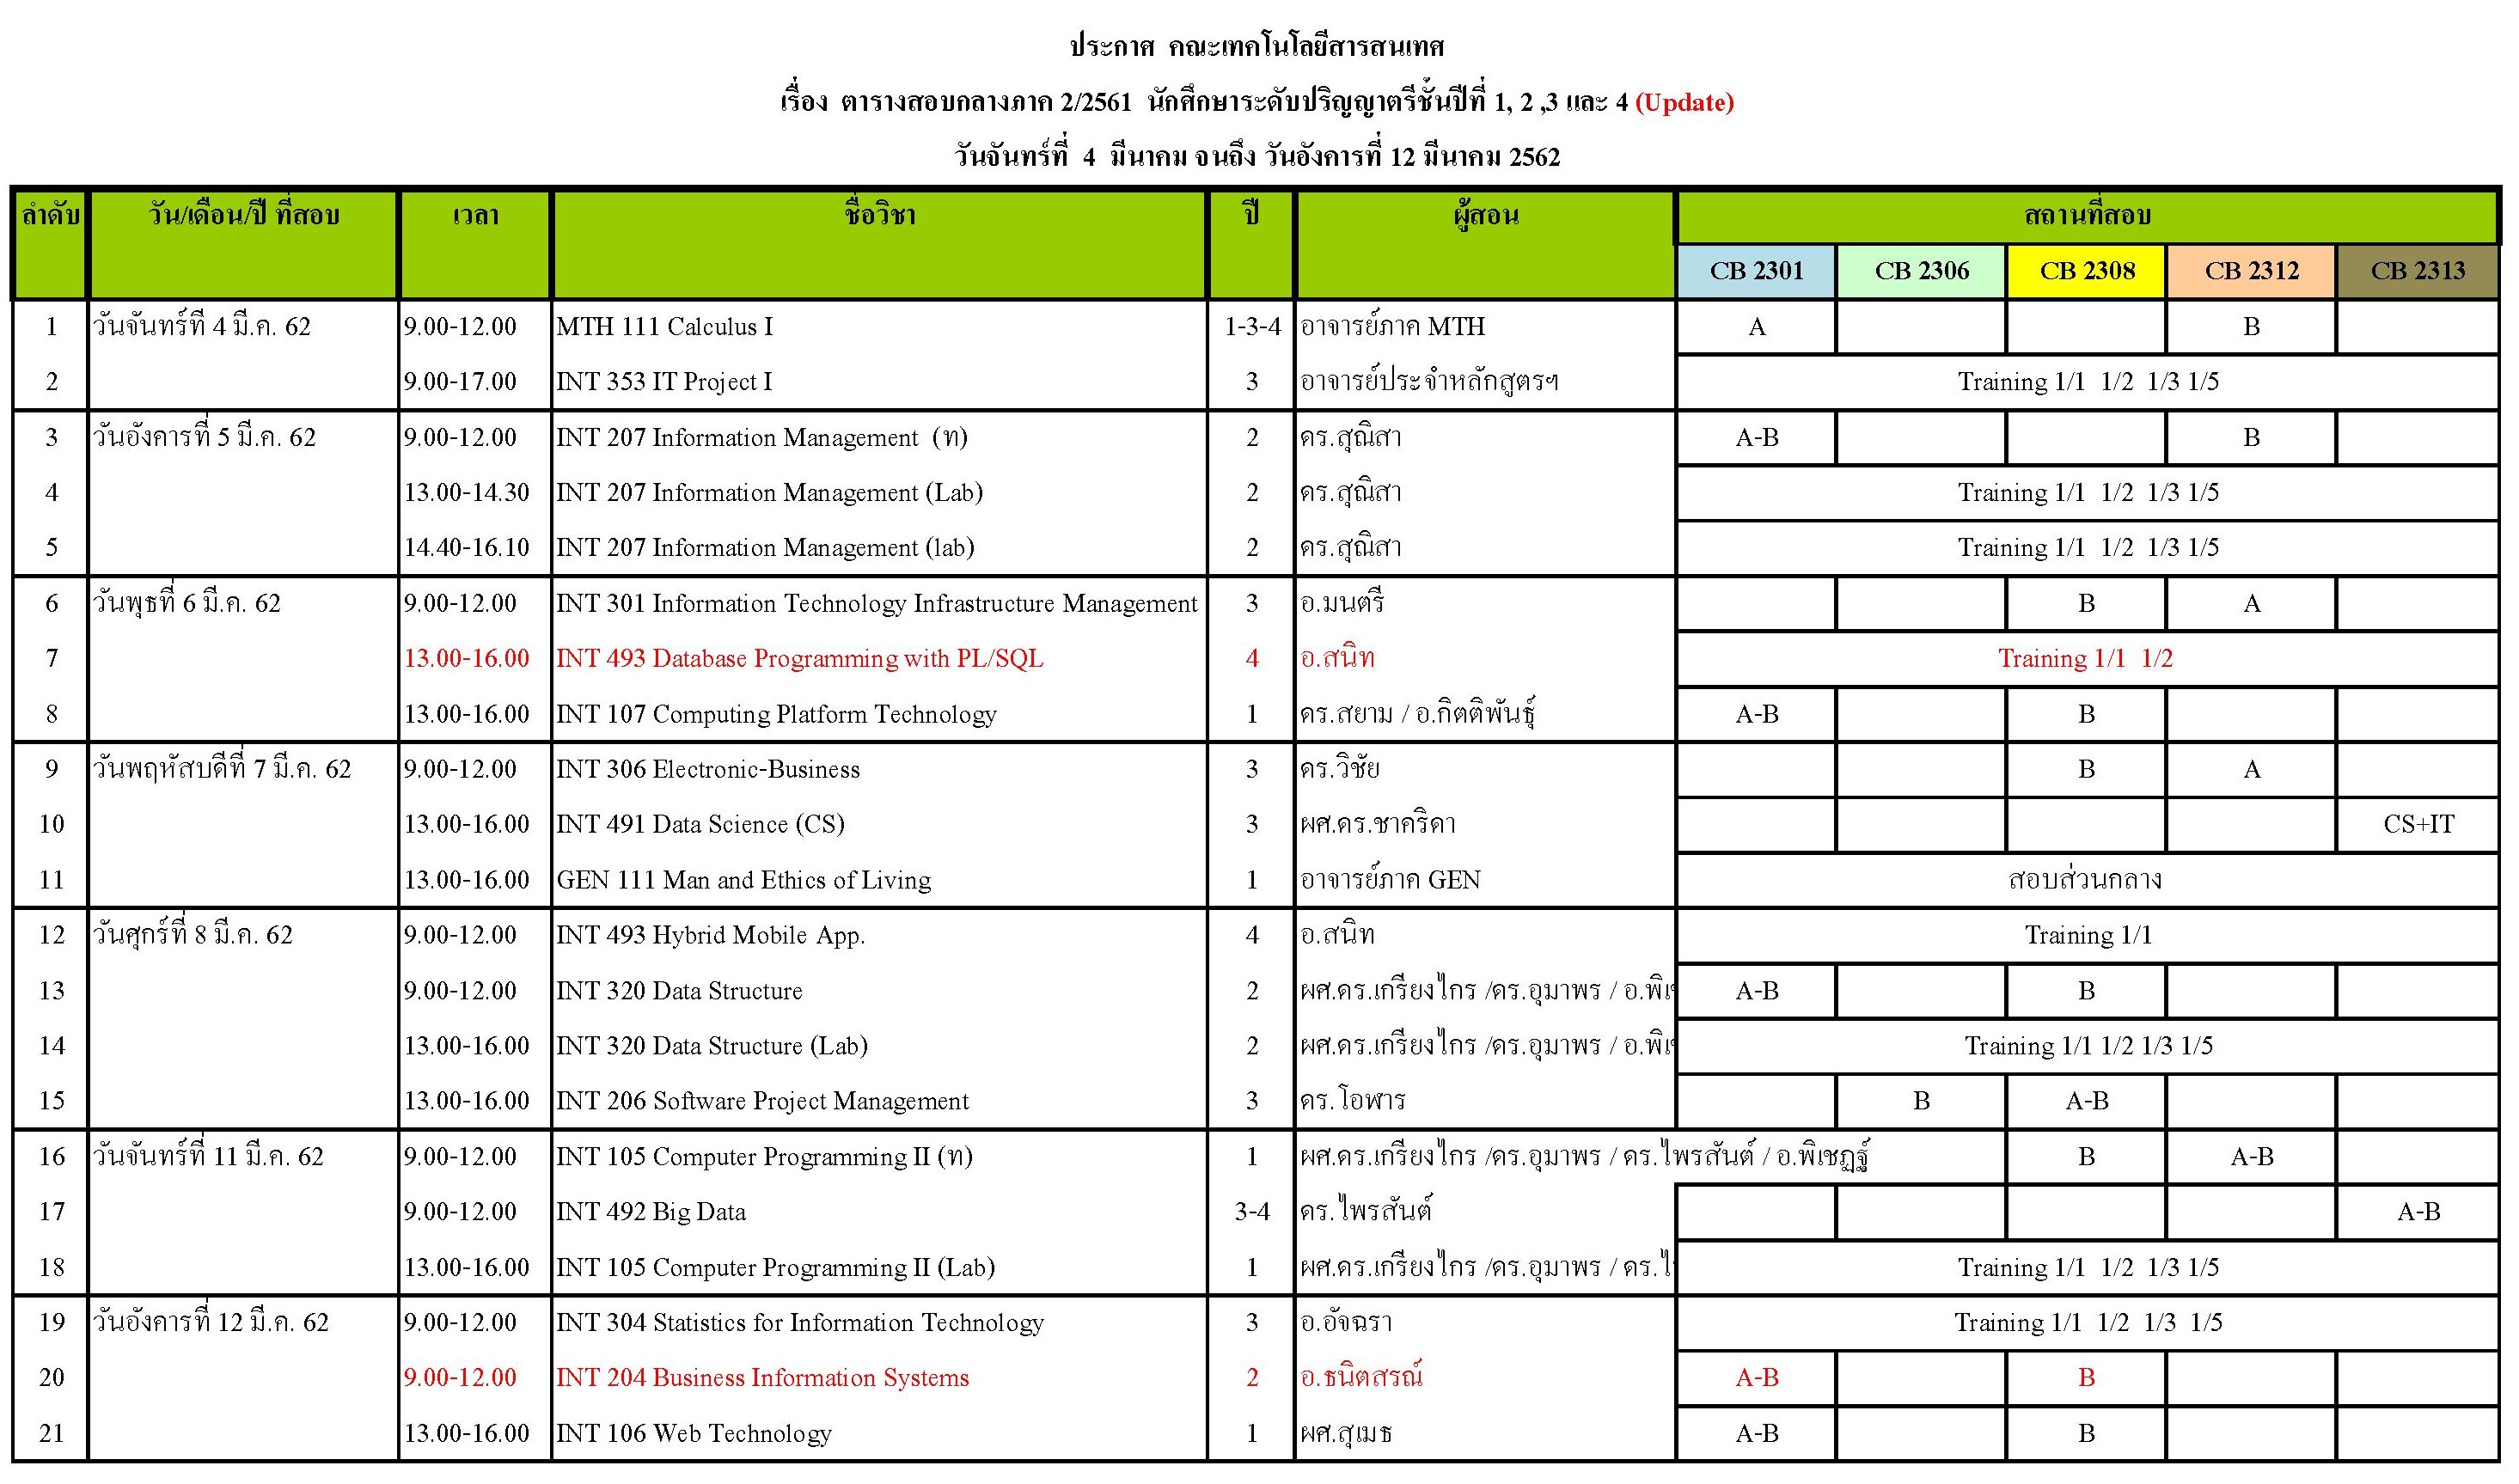 ประกาศ คณะเทคโนโลยีสารสนเทศ
เรื่อง ตารางสอบกลางภาค 2/2561 นักศึกษาระดับปริญญาตรีชั้นปีที่ 1, 2 ,3 และ 4 (Update)
วันจันทร์ที่ 4 มีนาคม จนถึง วันอังคารที่ 12 มีนาคม 2562
ลำดับ วัน/เดือน/ปี ที่สอบ เวลา ชื่อวิชา ปี ผู้สอน สถานที่สอบ
CB 2301 CB 2306 CB 2308 CB 2312 CB 2313
1 วันจันทร์ที่ 4 มี.ค. 62 9.00-12.00 MTH 111 Calculus I 1-3-4 อาจารย์ภาค MTH A B
2 9.00-17.00 INT 353 IT Project I 3 อาจารย์ประจำหลักสูตรฯ Training 1/1 1/2 1/3 1/5
3 วันอังคารที่ 5 มี.ค. 62 9.00-12.00 INT 207 Information Management (ท) 2 ดร.สุณิสา A-B B
4 13.00-14.30 INT 207 Information Management (Lab) 2 ดร.สุณิสา Training 1/1 1/2 1/3 1/5
5 14.40-16.10 INT 207 Information Management (lab) 2 ดร.สุณิสา Training 1/1 1/2 1/3 1/5
6 วันพุธที่ 6 มี.ค. 62 9.00-12.00 INT 301 Information Technology Infrastructure Management 3 อ.มนตรี B A
7 13.00-16.00 INT 493 Database Programming with PL/SQL 4 อ.สนิท Training 1/1 1/2
8 13.00-16.00 INT 107 Computing Platform Technology 1 ดร.สยาม / อ.กิตติพันธุ์ A-B B
9 วันพฤหัสบดีที่ 7 มี.ค. 62 9.00-12.00 INT 306 Electronic-Business 3 ดร.วิชัย B A
10 13.00-16.00 INT 491 Data Science (CS) 3 ผศ.ดร.ชาคริดา CS+IT
11 13.00-16.00 GEN 111 Man and Ethics of Living 1 อาจารย์ภาค GEN สอบส่วนกลาง
12 วันศุกร์ที่ 8 มี.ค. 62 9.00-12.00 INT 493 Hybrid Mobile App. 4 อ.สนิท Training 1/1
13 9.00-12.00 INT 320 Data Structure 2 ผศ.ดร.เกรียงไกร /ดร.อุมาพร / A-B B
14 13.00-16.00 INT 320 Data Structure (Lab) 2 ผศ.ดร.เกรียงไกร /ดร.อุมาพร / Training 1/1 1/2 1/3 1/5
15 13.00-16.00 INT 206 Software Project Management 3 ดร.โอฬาร B A-B
16 วันจันทร์ที่ 11 มี.ค. 62 9.00-12.00 INT 105 Computer Programming II (ท) 1 ผศ.ดร.เกรียงไกร /ดร.อุมาพร / ดร.ไพรสันต์ / อ.พิเชฏฐ์ B A-B
17 9.00-12.00 INT 492 Big Data 3-4 ดร.ไพรสันต์ A-B
18 13.00-16.00 INT 105 Computer Programming II (Lab) 1 ผศ.ดร.เกรียงไกร /ดร.อุมาพร / Training 1/1 1/2 1/3 1/5
19 วันอังคารที่ 12 มี.ค. 62 9.00-12.00 INT 304 Statistics for Information Technology 3 อ.อัจฉรา Training 1/1 1/2 1/3 1/5
20 9.00-12.00 INT 204 Business Information Systems 2 อ.ธนิตสรณ์ A-B B
21 13.00-16.00 INT 106 Web Technology 1 ผศ.สุเมธ A-B B